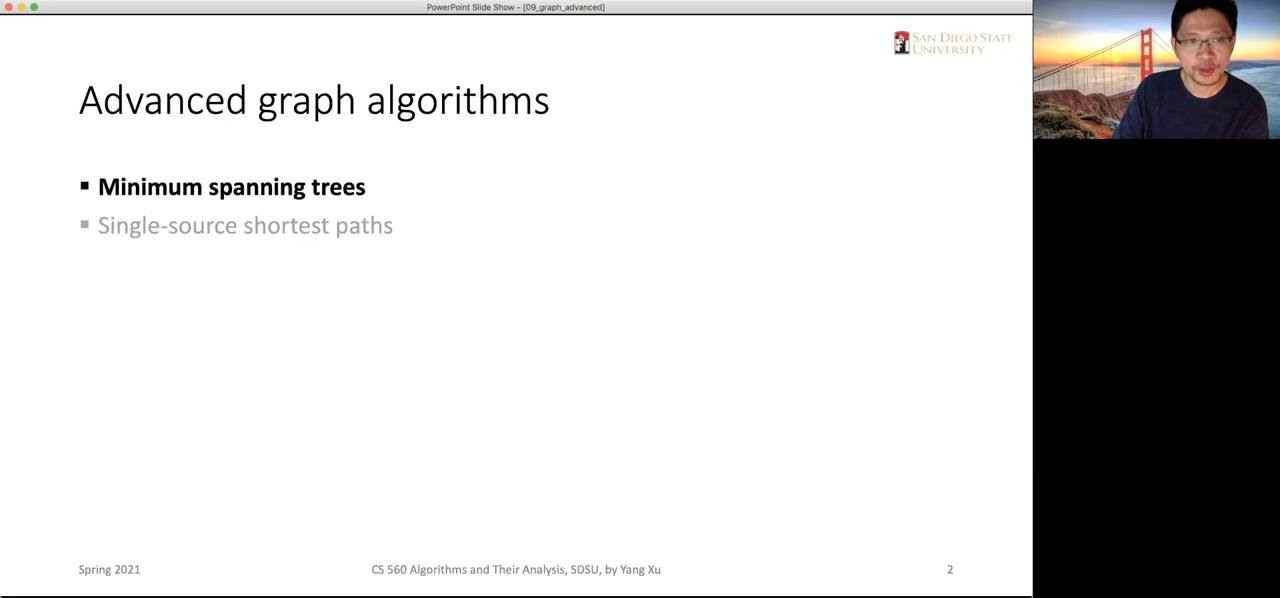 PowerPoint Slide Show - [09_graph_advanced]
SAN DIEGO STATE
UNIVERSITY
Advanced graph algorithms
▪ Minimum spanning trees
▪ Single-source shortest paths
Spring 2021
CS 560 Algorithms and Their Analysis, SDSU, by Yang Xu
2